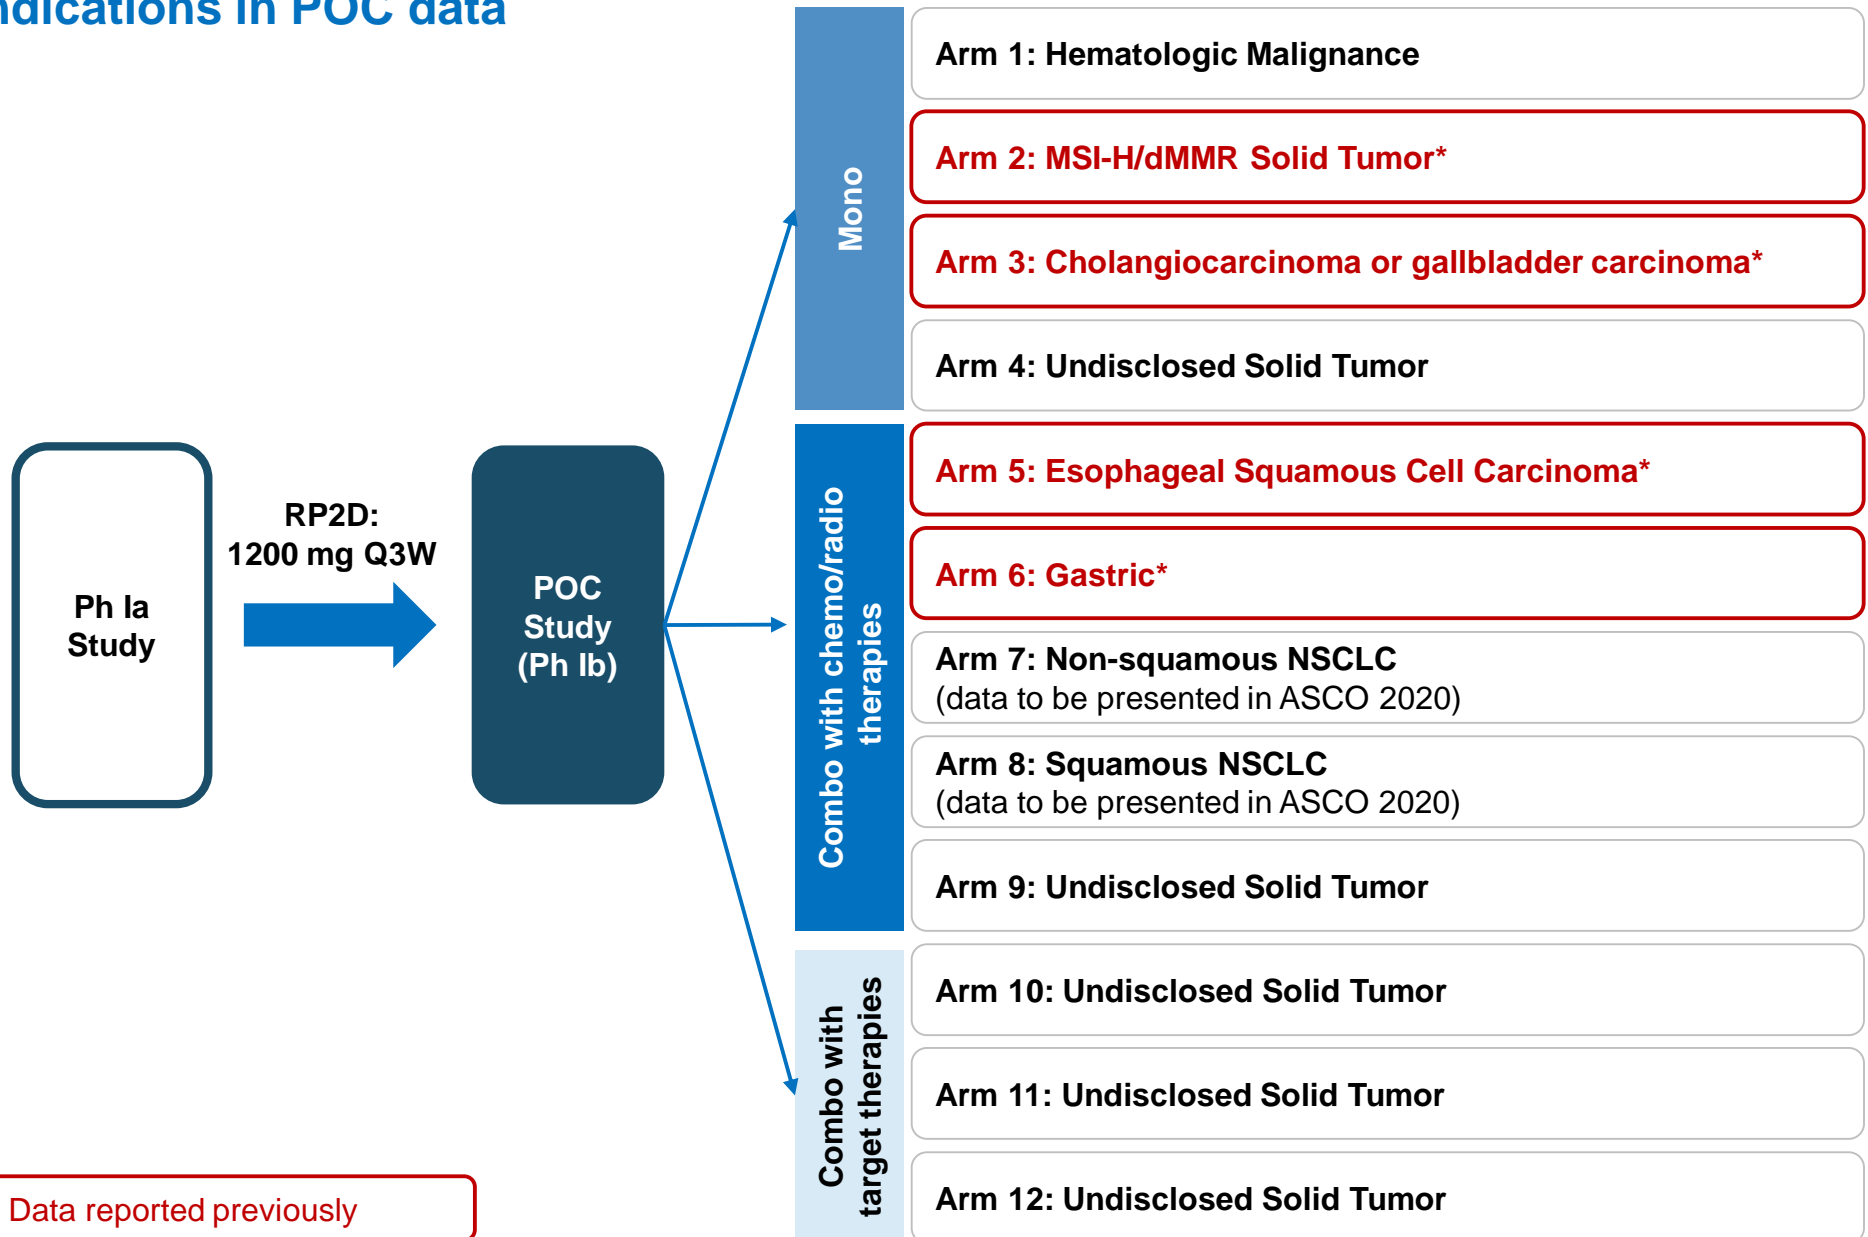 ndications in POC data
Ph Ia
Study
RP2D:
1200 mg Q3W
POC
Study
(Ph Ib)
Mono
Arm 1: Hematologic Malignance
Arm 2: MSI-H/dMMR Solid Tumor*
Arm 3: Cholangiocarcinoma or gallbladder carcinoma*
Arm 4: Undisclosed Solid Tumor
Combo with chemo/radio
therapies
Arm 5: Esophageal Squamous Cell Carcinoma*
Arm 6: Gastric*
Arm 7: Non-squamous NSCLC
(data to be presented in ASCO 2020)
Arm 8: Squamous NSCLC
(data to be presented in ASCO 2020)
Arm 9: Undisclosed Solid Tumor
Combo with
target therapies
Arm 10: Undisclosed Solid Tumor
Arm 11: Undisclosed Solid Tumor
Arm 12: Undisclosed Solid Tumor
Data reported previously